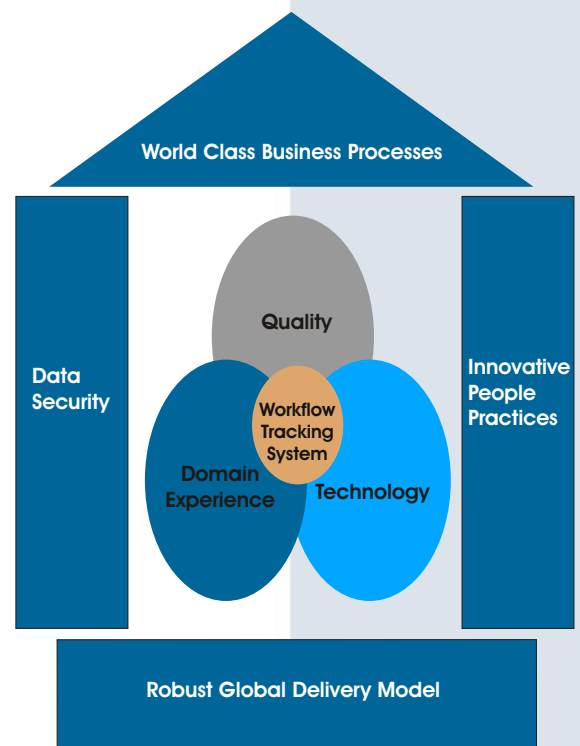 World Class Business Processes
Data
Security
Quality
Workflow
Tracking
System
Domain
Experience
Technology
Innovative
People
Practices
Robust Global Delivery Model